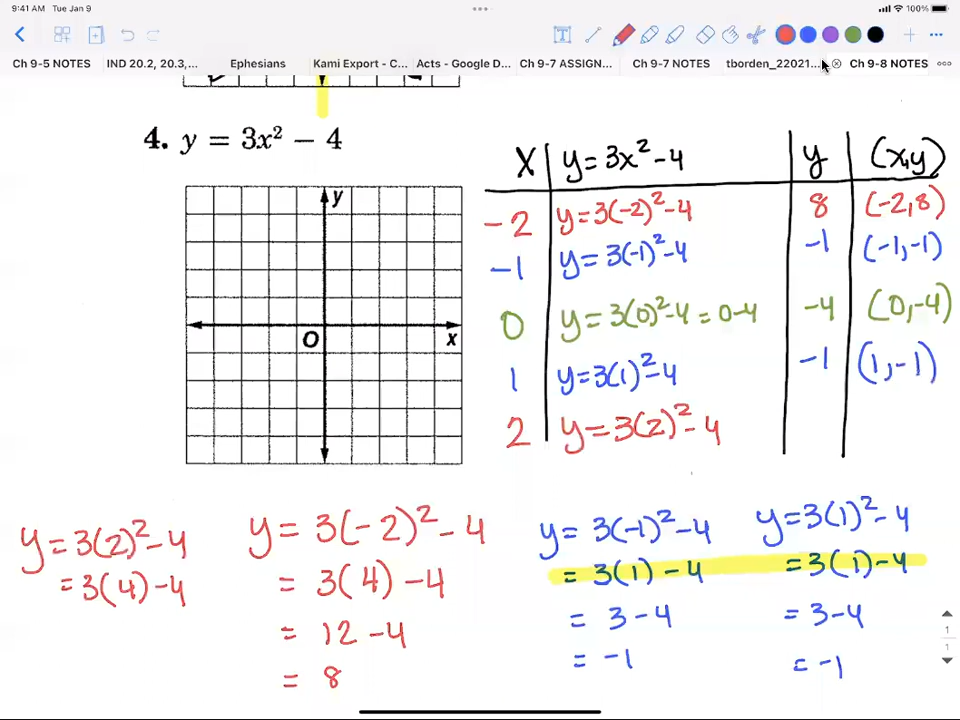 9:41 AM Tue Jan 9
100%
Ch 9-5 NOTES IND 20.2, 20.3,... Ephesians Kami Export - C... Acts - Google D... Ch 9-7 ASSIGN... Ch 9-7 NOTES tborden_22021... Ch 9-8 NOTES
4. y = 3x² − 4
y
O
x
X y=3x²-4 y (x,y)
-2 y=3(-2)²-4 8 (-2,8)
-1 y=3(-1)²-4 -1 (-1,-1)
0 y=3(0)²-4=0-4 -4 (0,-4)
1 y=3(1)²-4 -1 (1,-1)
2 y=3(2)²-4
y=3(2)²-4
=3(4)-4
y=3(-2)²-4
=3(4)-4
=12-4
=8
y=3(-1)²-4
=3(1)-4
=3-4
=-1
y=3(1)²-4
=3(1)-4
=3-4
=-1
1
1